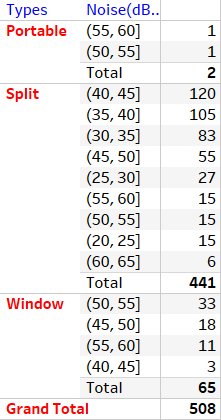 Types Noise(dB..
Portable (55, 60] 1
(50, 55] 1
Total 2
Split (40, 45] 120
(35, 40] 105
(30, 35] 83
(45, 50] 55
(25, 30] 27
(55, 60] 15
(50, 55] 15
(20, 25] 15
(60, 65] 6
Total 441
Window (50, 55] 33
(45, 50] 18
(55, 60] 11
(40, 45] 3
Total 65
Grand Total 508